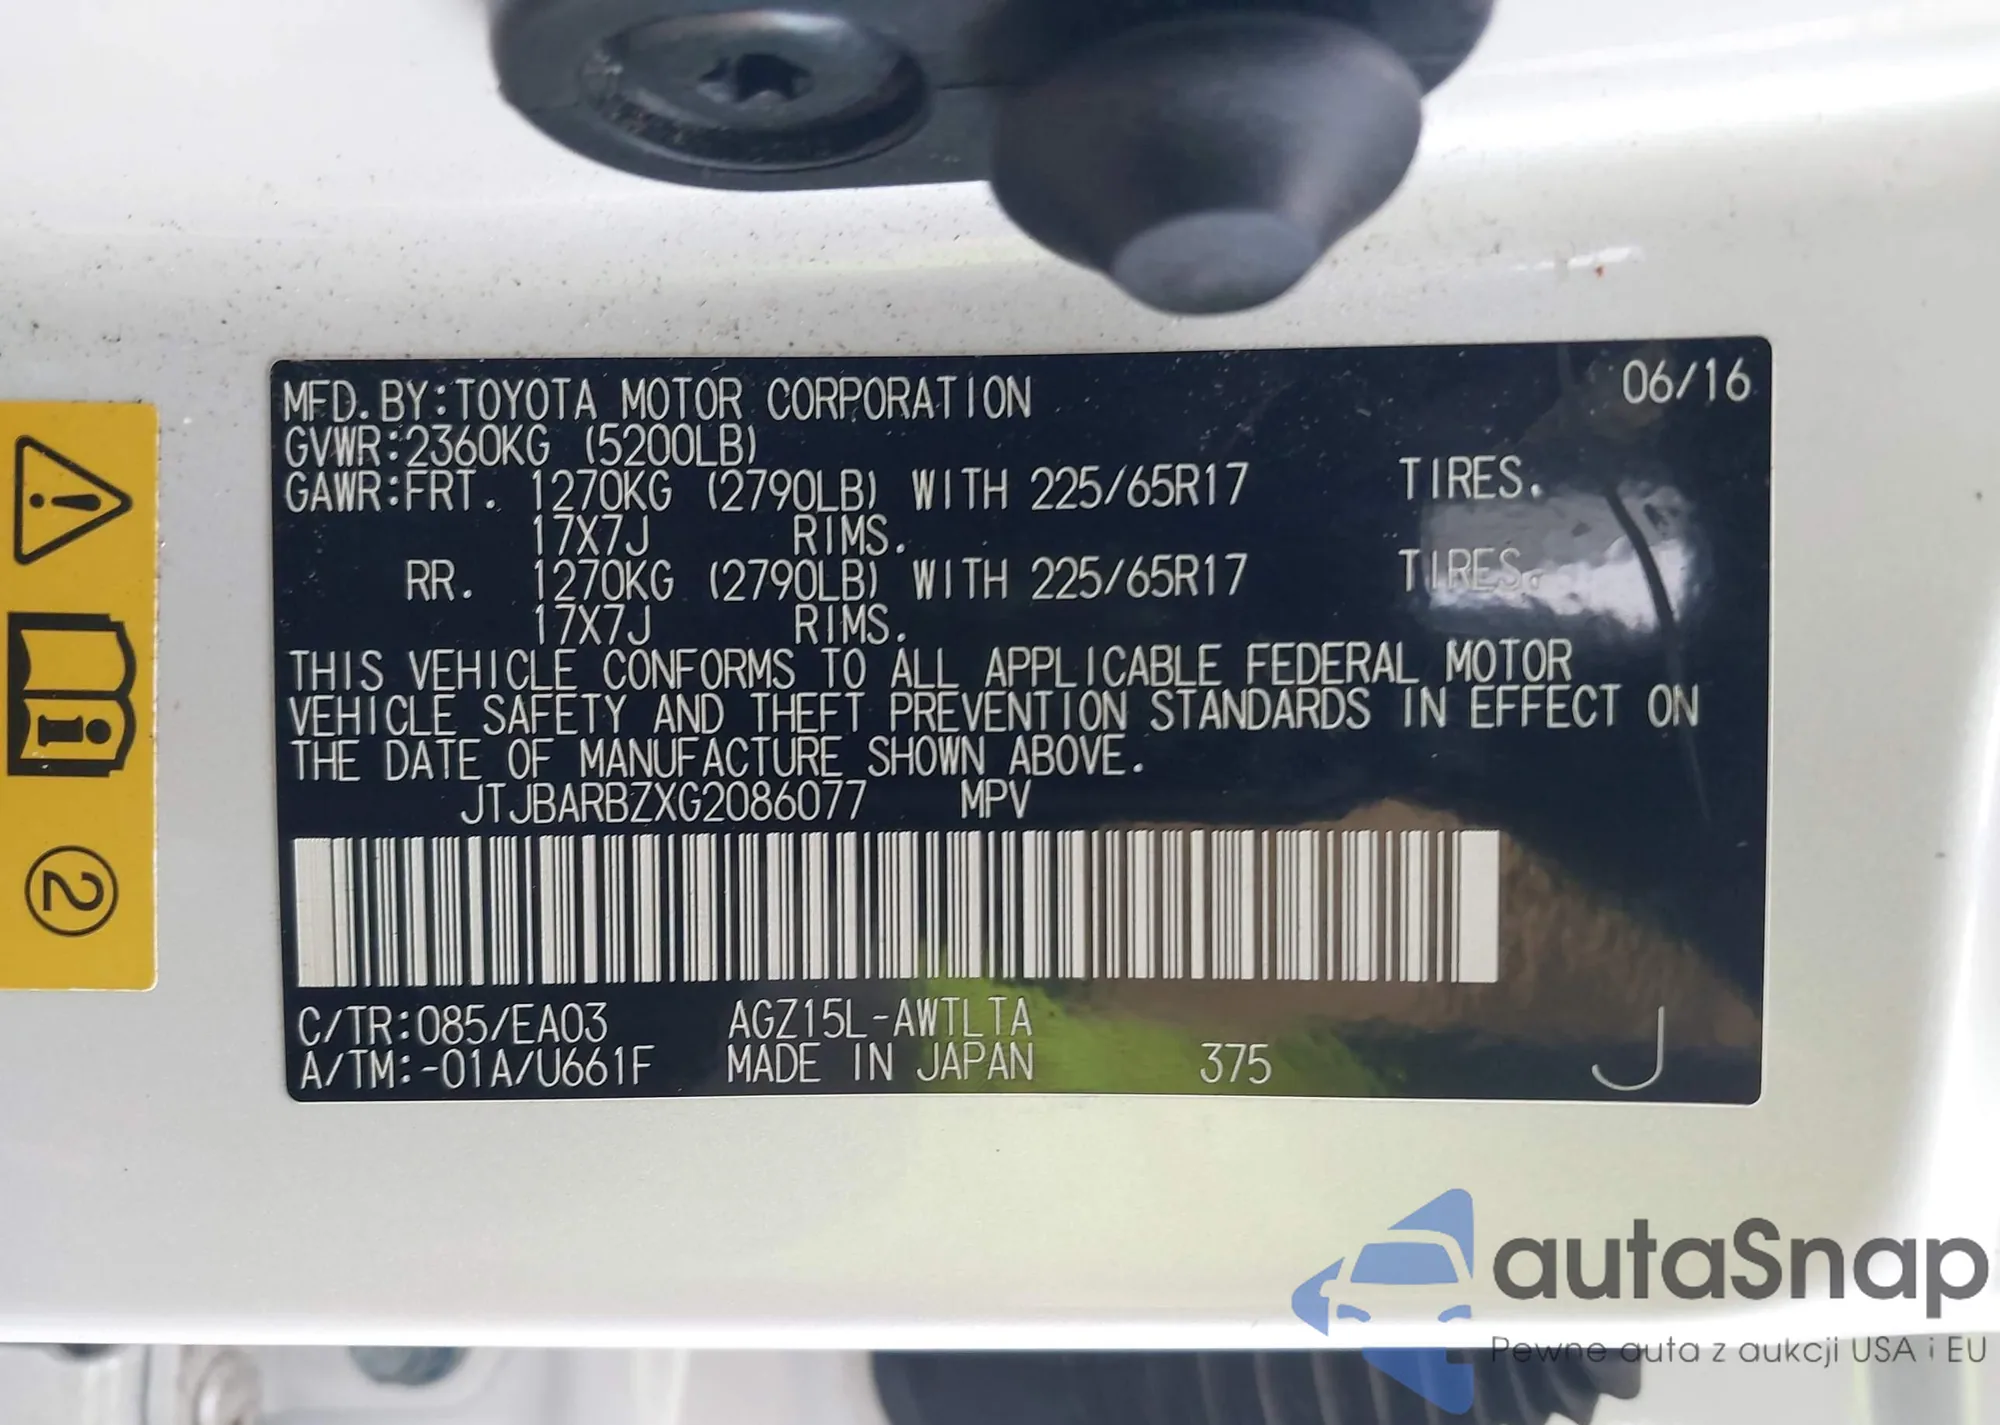 MFD.BY:TOYOTA MOTOR CORPORATION 06/16
GVWR:2360KG (5200LB)
GAWR:FRT. 1270KG (2790LB) WITH 225/65R17 TIRES.
17X7J RIMS.
RR. 1270KG (2790LB) WITH 225/65R17 TIRES.
17X7J RIMS.
THIS VEHICLE CONFORMS TO ALL APPLICABLE FEDERAL MOTOR
VEHICLE SAFETY AND THEFT PREVENTION STANDARDS IN EFFECT ON
THE DATE OF MANUFACTURE SHOWN ABOVE.
JTJBARBZXG2086077 MPV
C/TR:085/EA03 AGZ15L-AWTLTA
A/TM:-01A/U661F MADE IN JAPAN 375 J
2
autaSnap
Pewne auta z aukcji USA i EU